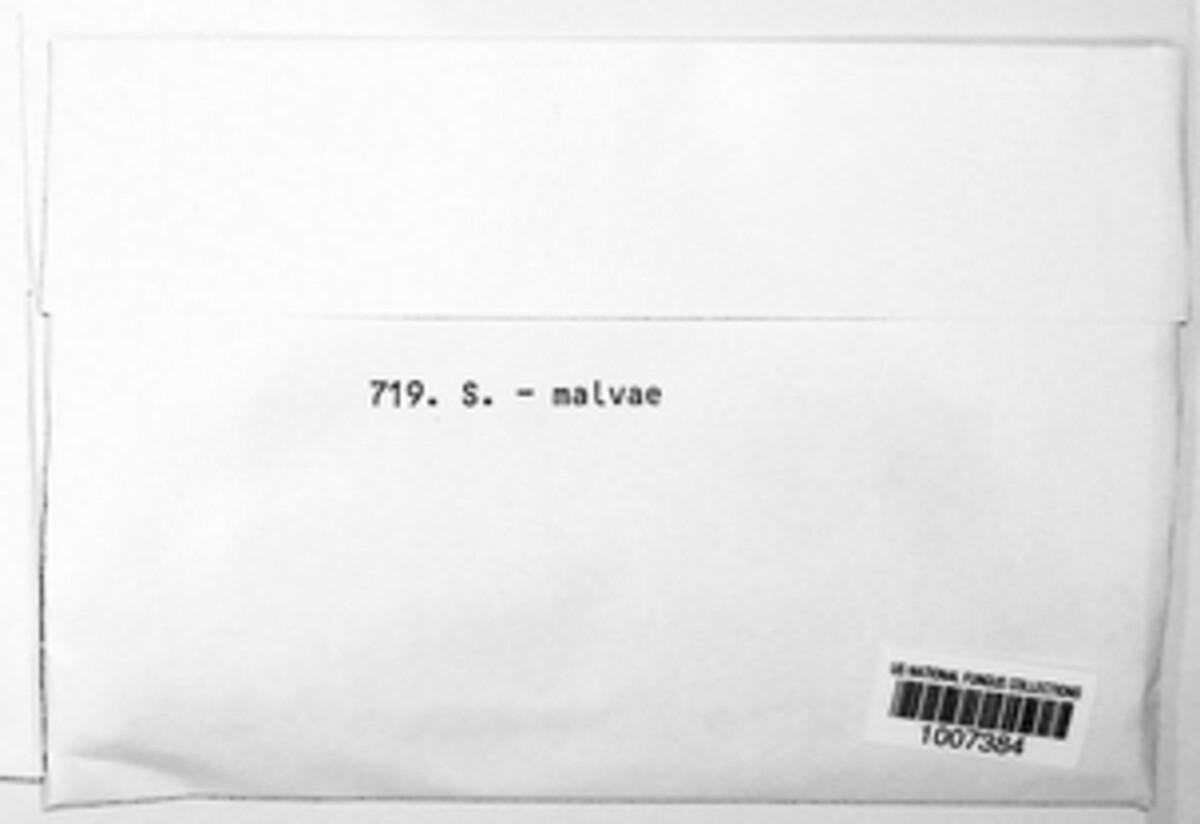 719. S. - malvae
US NATIONAL FUNGUS COLLECTIONS
1007384